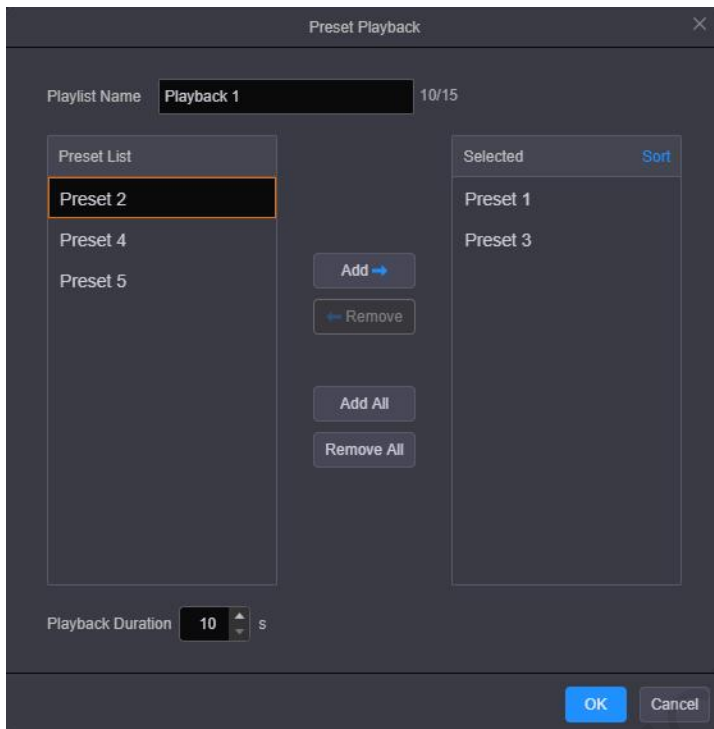 Preset Playback
Playlist Name Playback 1 10/15
Preset List
Preset 2
Preset 4
Preset 5
Add
Remove
Add All
Remove All
Selected Sort
Preset 1
Preset 3
Playback Duration 10 s
OK Cancel